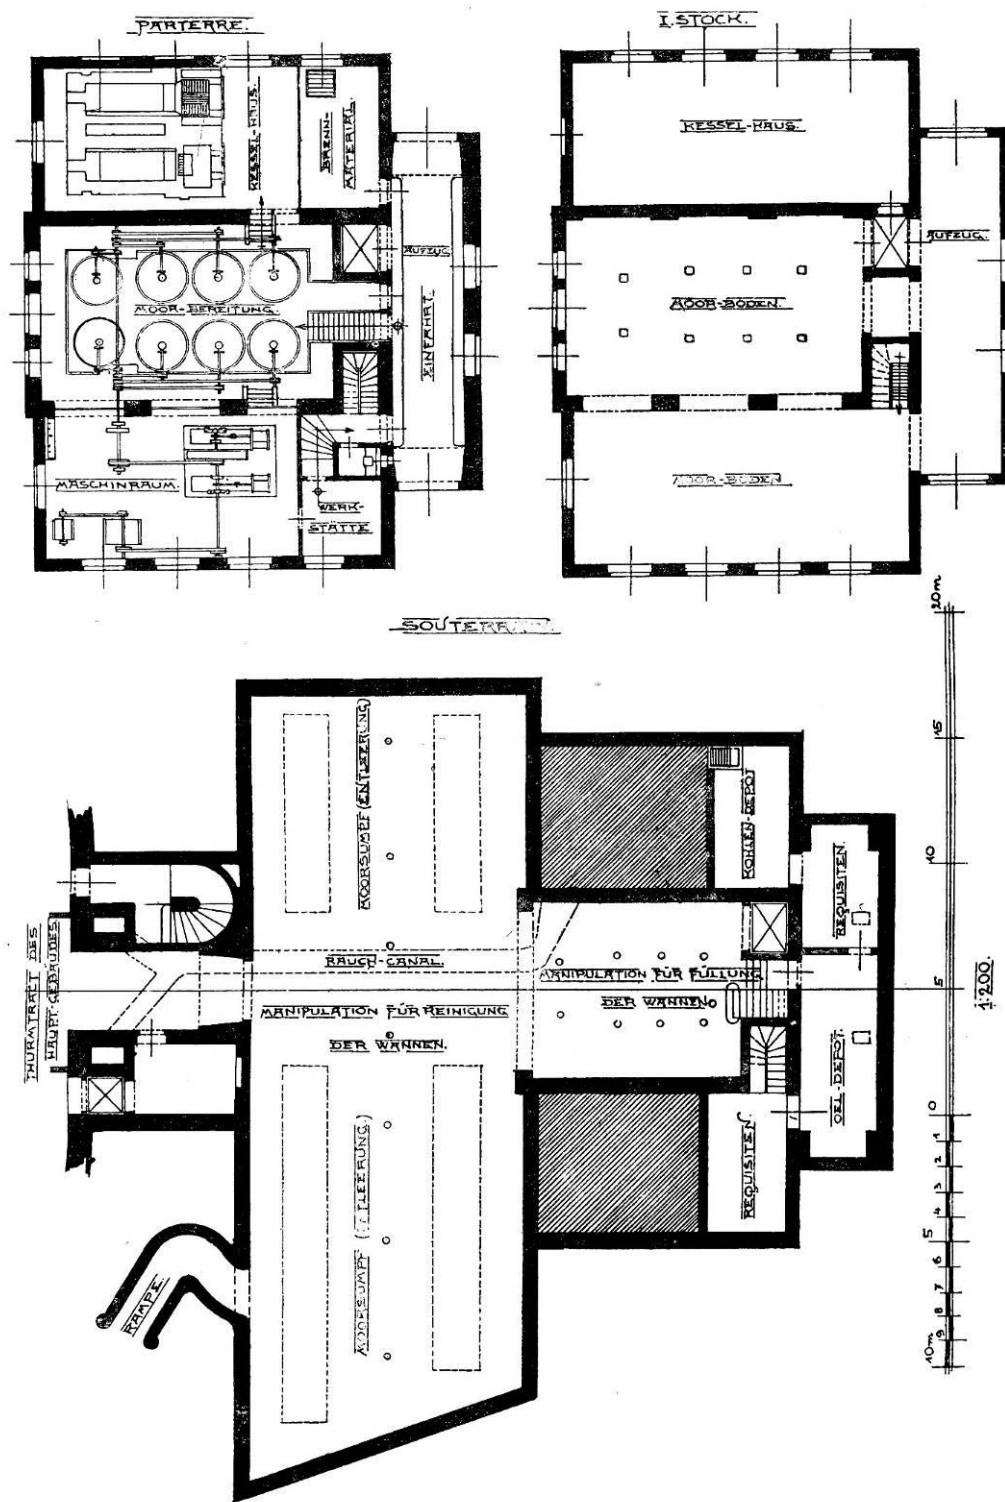 PARTERRE.
KESSEL-HAUS.
BRENN-
MATERIAL
AUFZUG
MOOR-BEREITUNG.
EINFAHRT.
MASCHINRAUM.
WERK-
STÄTTE
I. STOCK.
KESSEL-HAUS.
AUFZUG.
MOOR-BODEN.
MOOR-BODEN
MOORSUMPF (ENTLEERUNG)
KOHLEN-DEPOT
REQUISITEN.
THURMTRAKT DES
HAUPT-GEBÄUDES
RAUCH-CANAL.
MANIPULATION FÜR FÜLLUNG
DER WANNEN.
MANIPULATION FÜR REINIGUNG
DER WANNEN.
OEL-DEPOT.
REQUISITEN.
MOORSUMPF
RAMPE.
20m
15
10
5
0
1
2
3
4
5
6
7
8
9
10m
1:200.